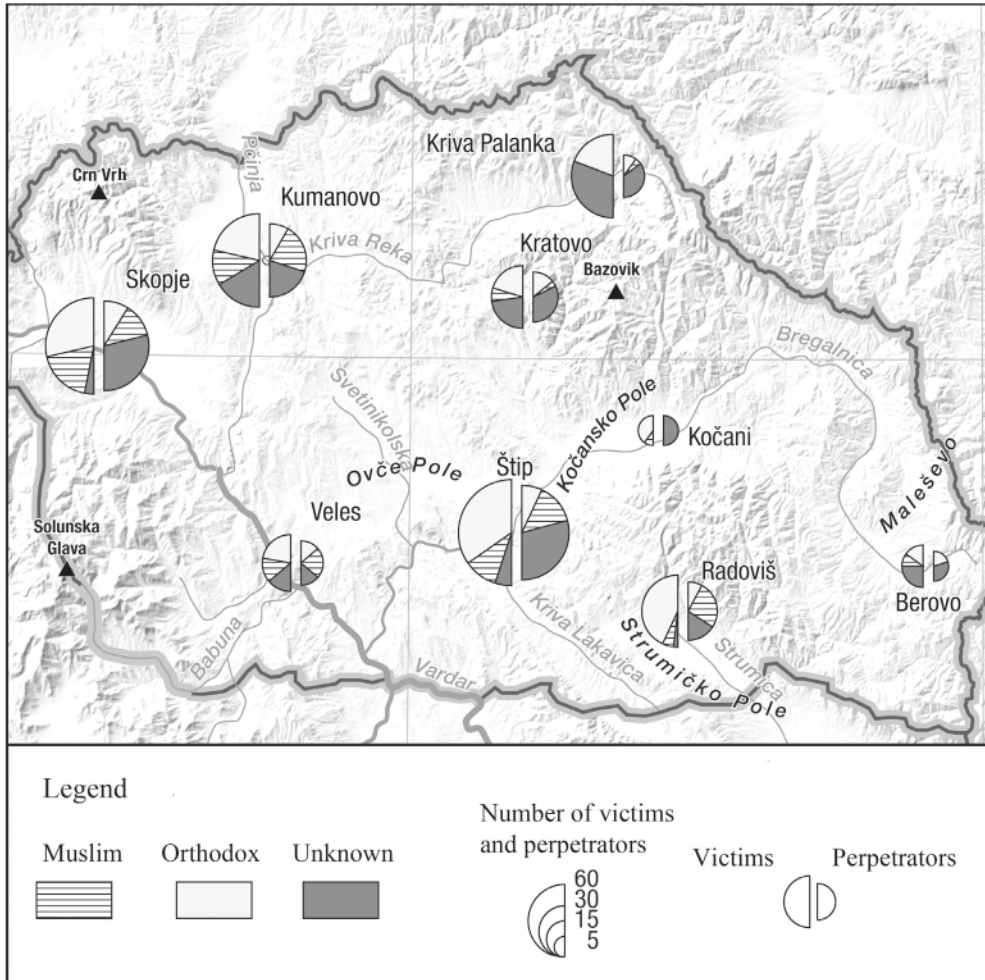 Kriva Palanka
Pčinja
Crn Vrh
Kumanovo
Kriva Reka
Kratovo
Bazovik
Skopje
Bregalnica
Svetinikolska
Kočansko Pole
Kočani
Ovče Pole
Štip
Maleševo
Veles
Solunska
Glava
Radoviš
Berovo
Babuna
Kriva Lakavica
Strumica
Vardar
Strumičko Pole
Legend
Muslim
Orthodox
Unknown
Number of victims
and perpetrators
60
30
15
5
Victims
Perpetrators